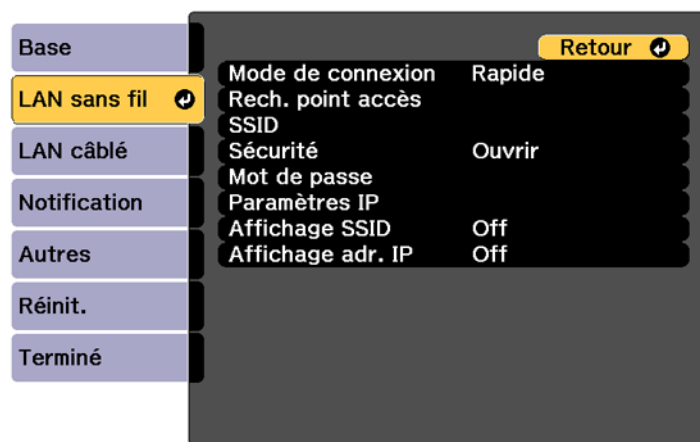 Base
LAN sans fil
LAN câblé
Notification
Autres
Réinit.
Terminé
Retour
Mode de connexion Rapide
Rech. point accès
SSID
Sécurité Ouvrir
Mot de passe
Paramètres IP
Affichage SSID Off
Affichage adr. IP Off